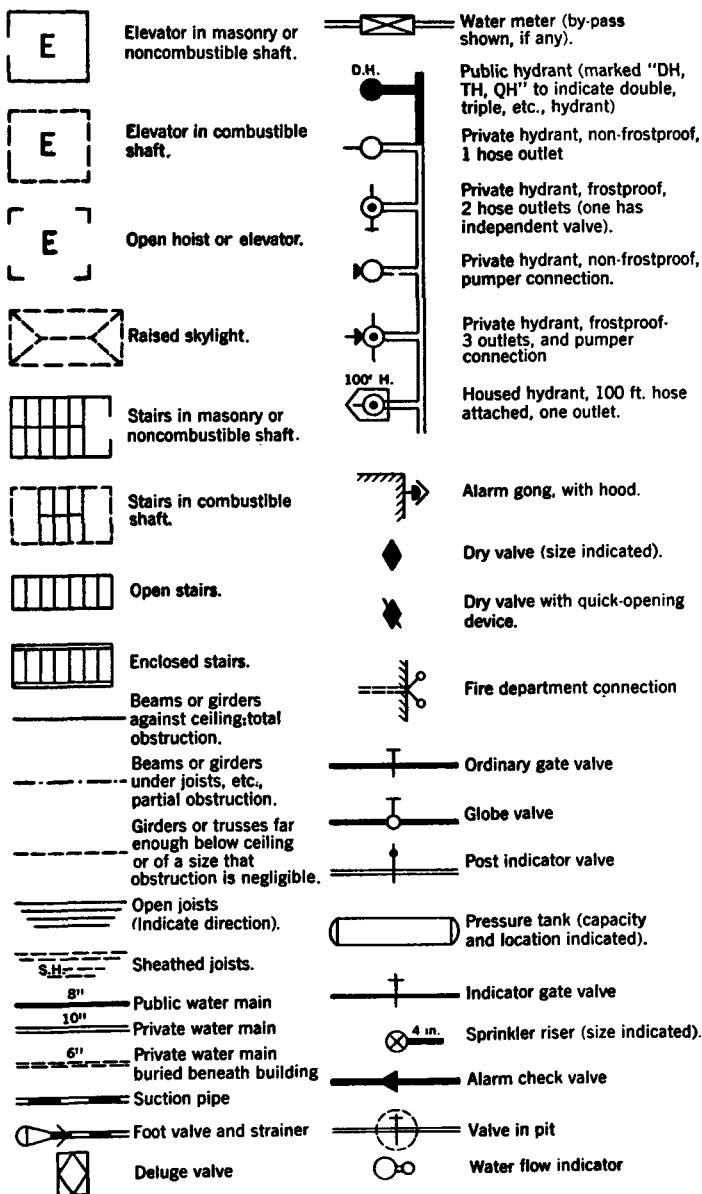 E
Elevator in masonry or
noncombustible shaft.
E
Elevator in combustible
shaft.
E
Open hoist or elevator.
Raised skylight.
Stairs in masonry or
noncombustible shaft.
Stairs in combustible
shaft.
Open stairs.
Enclosed stairs.
Beams or girders
against ceiling;total
obstruction.
Beams or girders
under joists, etc.,
partial obstruction.
Girders or trusses far
enough below ceiling
or of a size that
obstruction is negligible.
Open joists
(Indicate direction).
S.H.
Sheathed joists.
8"
Public water main
10"
Private water main
6"
Private water main
buried beneath building
Suction pipe
Foot valve and strainer
Deluge valve
Water meter (by-pass
shown, if any).
D.H.
Public hydrant (marked "DH,
TH, QH" to indicate double,
triple, etc., hydrant)
Private hydrant, non-frostproof,
1 hose outlet
Private hydrant, frostproof,
2 hose outlets (one has
independent valve).
Private hydrant, non-frostproof,
pumper connection.
Private hydrant, frostproof-
3 outlets, and pumper
connection
100' H.
Housed hydrant, 100 ft. hose
attached, one outlet.
Alarm gong, with hood.
Dry valve (size indicated).
Dry valve with quick-opening
device.
Fire department connection
Ordinary gate valve
Globe valve
Post indicator valve
Pressure tank (capacity
and location indicated).
Indicator gate valve
4 in.
Sprinkler riser (size indicated).
Alarm check valve
Valve in pit
Water flow indicator